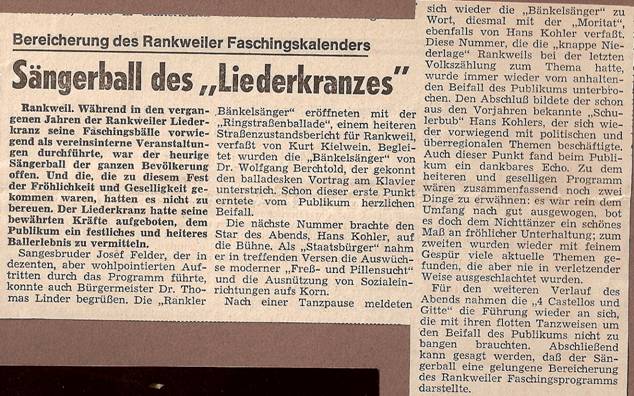 Bereicherung des Rankweiler Faschingskalenders
Sängerball des „Liederkranzes"
Rankweil. Während in den vergan-
genen Jahren der Rankweiler Lieder-
kranz seine Faschingsbälle vorwie-
gend als vereinsinterne Veranstaltun-
gen durchführte, war der heurige
Sängerball der ganzen Bevölkerung
offen. Und die, die zu diesem Fest
der Fröhlichkeit und Geselligkeit ge-
kommen waren, hatten es nicht zu
bereuen. Der Liederkranz hatte seine
bewährten Kräfte aufgeboten, dem
Publikum ein festliches und heiteres
Ballerlebnis zu vermitteln.
Sangesbruder Josef Felder, der in
dezenten, aber wohlpointierten Auf-
tritten durch das Programm führte,
konnte auch Bürgermeister Dr. Tho-
mas Linder begrüßen. Die „Rankler
Bänkelsänger" eröffneten mit der
„Ringstraßenballade", einem heiteren
Straßenzustandsbericht für Rankweil,
verfaßt von Kurt Kielwein. Beglei-
tet wurden die „Bänkelsänger" von
Dr. Wolfgang Berchtold, der gekonnt
den balladesken Vortrag am Klavier
unterstrich. Schon dieser erste Punkt
erntete vom Publikum herzlichen
Beifall.
Die nächste Nummer brachte den
Star des Abends, Hans Kohler, auf
die Bühne. Als „Staatsbürger" nahm
er in treffenden Versen die Auswüch-
se moderner „Freß- und Pillensucht"
und die Ausnützung von Sozialein-
richtungen aufs Korn.
Nach einer Tanzpause meldeten
sich wieder die „Bänkelsänger" zu
Wort, diesmal mit der „Moritat",
ebenfalls von Hans Kohler verfaßt.
Diese Nummer, die die „knappe Nie-
derlage" Rankweils bei der letzten
Volkszählung zum Thema hatte,
wurde immer wieder vom anhalten-
den Beifall des Publikums unterbro-
chen. Den Abschluß bildete der schon
aus den Vorjahren bekannte „Schu-
lerbub" Hans Kohlers, der sich wie-
der vorwiegend mit politischen und
überregionalen Themen beschäftigte.
Auch dieser Punkt fand beim Publi-
kum ein dankbares Echo. Zu dem
heiteren und geselligen Programm
wären zusammenfassend noch zwei
Dinge zu erwähnen: es war rein dem
Umfang nach gut ausgewogen, bot
es doch dem Nichttänzer ein schönes
Maß an fröhlicher Unterhaltung; zum
zweiten wurden wieder mit feinem
Gespür viele aktuelle Themen ge-
funden, die aber nie in verletzender
Weise ausgeschlachtet wurden.
Für den weiteren Verlauf des
Abends nahmen die „4 Castellos und
Gitte" die Führung wieder an sich,
die mit ihren flotten Tanzweisen um
den Beifall des Publikums nicht zu
bangen brauchten. Abschließend
kann gesagt werden, daß der Sän-
gerball eine gelungene Bereicherung
des Rankweiler Faschingsprogramms
darstellte.